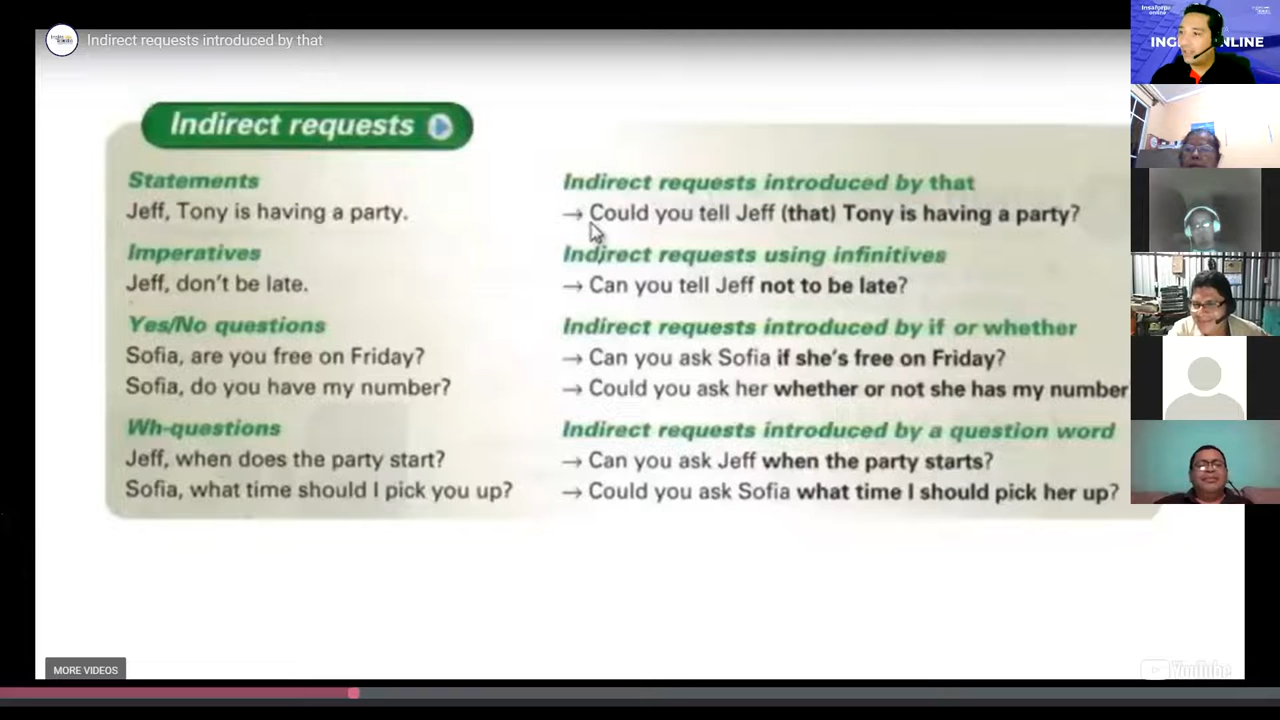 Indirect requests introduced by that
Indirect requests
Statements
Jeff, Tony is having a party.
Indirect requests introduced by that
→ Could you tell Jeff (that) Tony is having a party?
Imperatives
Jeff, don't be late.
Indirect requests using infinitives
→ Can you tell Jeff not to be late?
Yes/No questions
Sofia, are you free on Friday?
Sofia, do you have my number?
Indirect requests introduced by if or whether
→ Can you ask Sofia if she's free on Friday?
→ Could you ask her whether or not she has my number
Wh-questions
Jeff, when does the party start?
Sofia, what time should I pick you up?
Indirect requests introduced by a question word
→ Can you ask Jeff when the party starts?
→ Could you ask Sofia what time I should pick her up?
MORE VIDEOS
YouTube
Insaforp
online